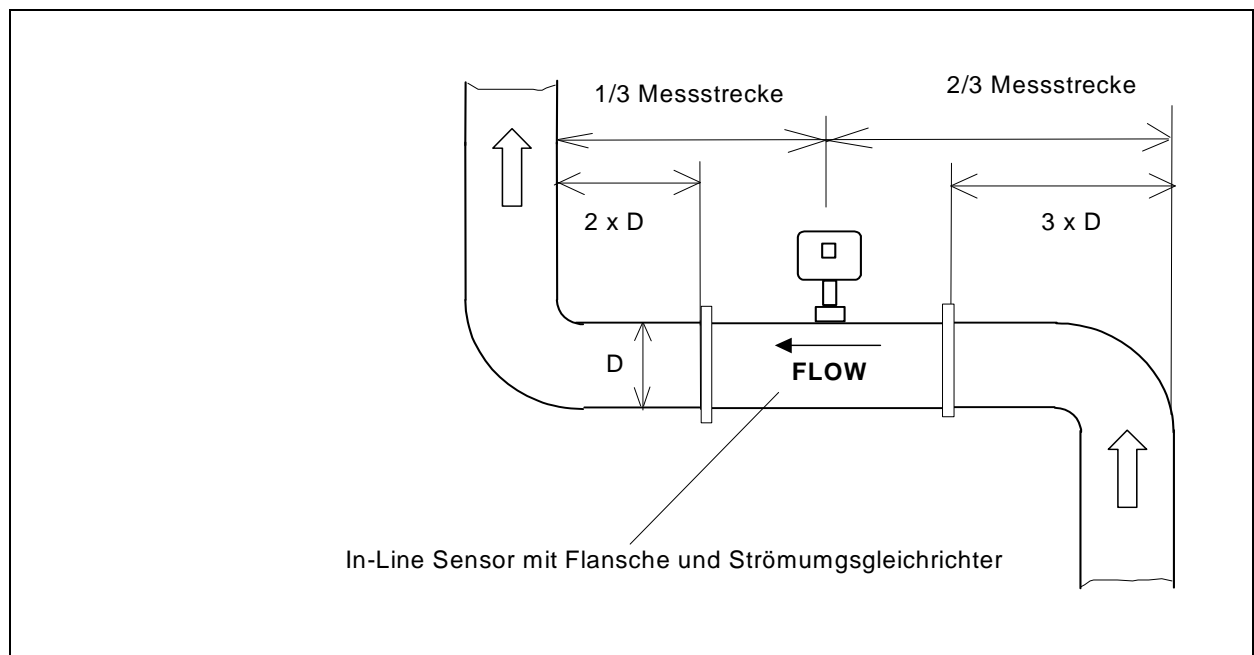 1/3 Messstrecke
2/3 Messstrecke
2 x D
3 x D
D
FLOW
In-Line Sensor mit Flansche und Strömumgsgleichrichter